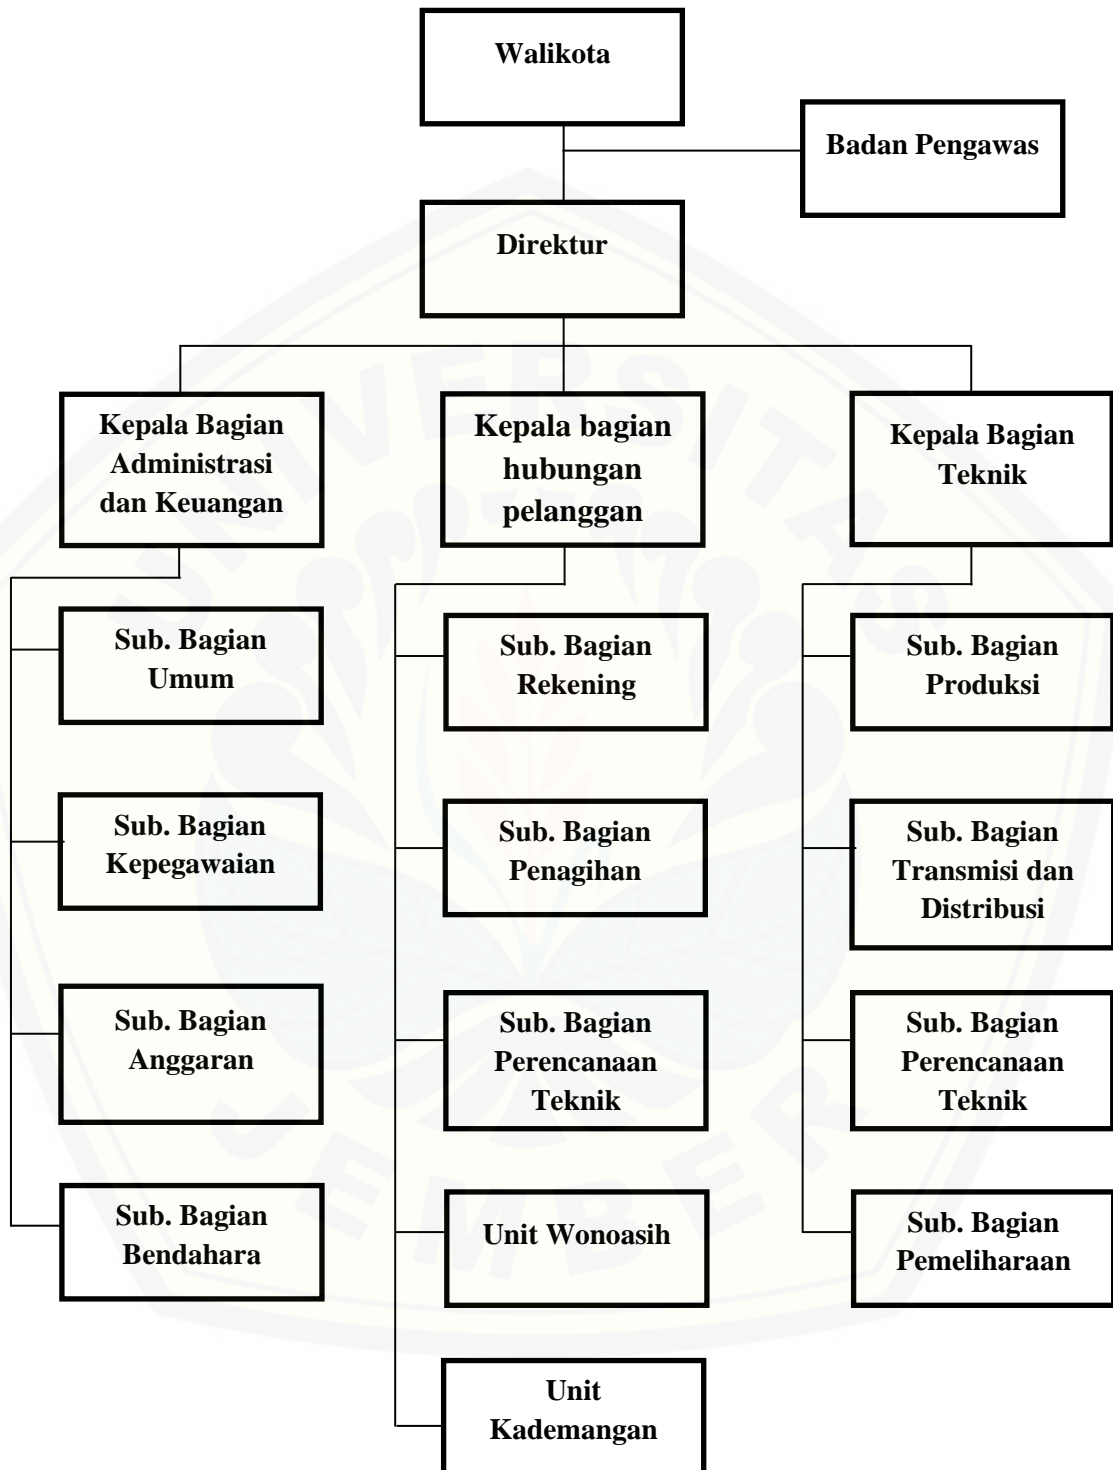 Walikota
Badan Pengawas
Direktur
Kepala Bagian
Administrasi
dan Keuangan
Kepala bagian
hubungan
pelanggan
Kepala Bagian
Teknik
Sub. Bagian
Umum
Sub. Bagian
Kepegawaian
Sub. Bagian
Anggaran
Sub. Bagian
Bendahara
Sub. Bagian
Rekening
Sub. Bagian
Penagihan
Sub. Bagian
Perencanaan
Teknik
Unit Wonoasih
Unit
Kademangan
Sub. Bagian
Produksi
Sub. Bagian
Transmisi dan
Distribusi
Sub. Bagian
Perencanaan
Teknik
Sub. Bagian
Pemeliharaan
UNIVERSITAS
JEMBER